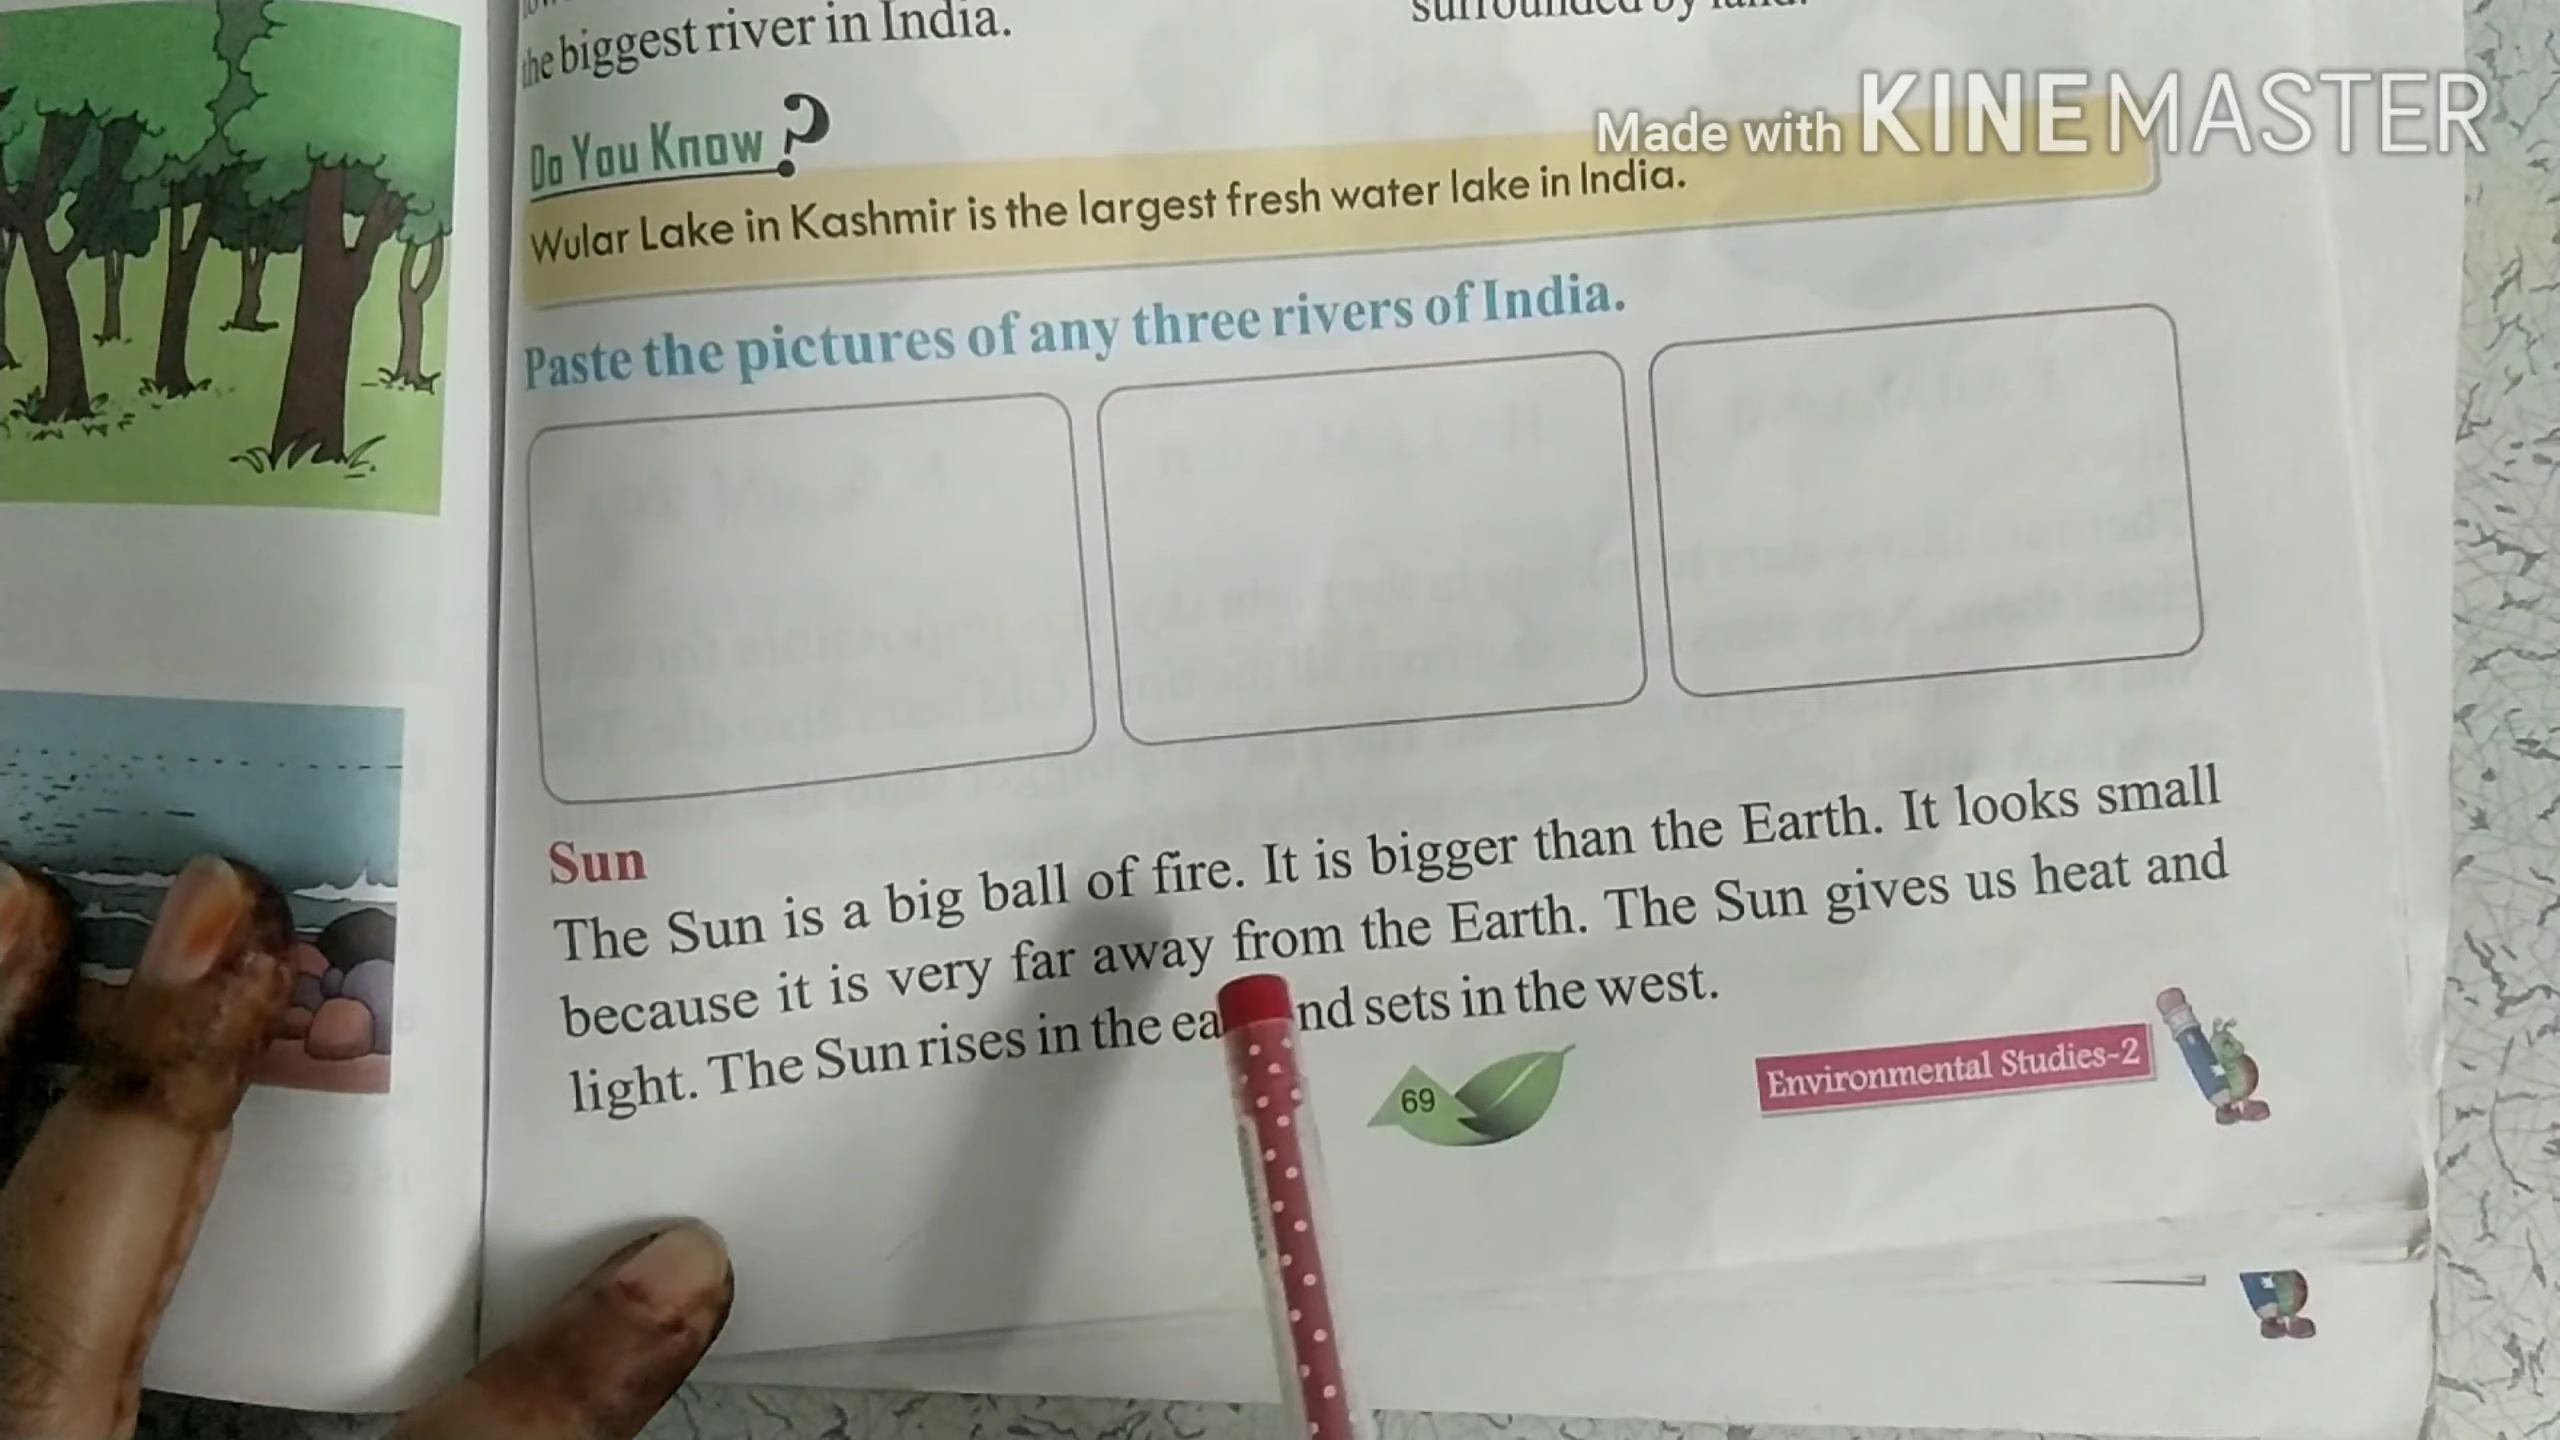 the biggest river in India.
surrounded by land.
Made with KINEMASTER
Do You Know ?
Wular Lake in Kashmir is the largest fresh water lake in India.
Paste the pictures of any three rivers of India.
Sun
The Sun is a big ball of fire. It is bigger than the Earth. It looks small
because it is very far away from the Earth. The Sun gives us heat and
light. The Sun rises in the ea nd sets in the west.
69
Environmental Studies-2